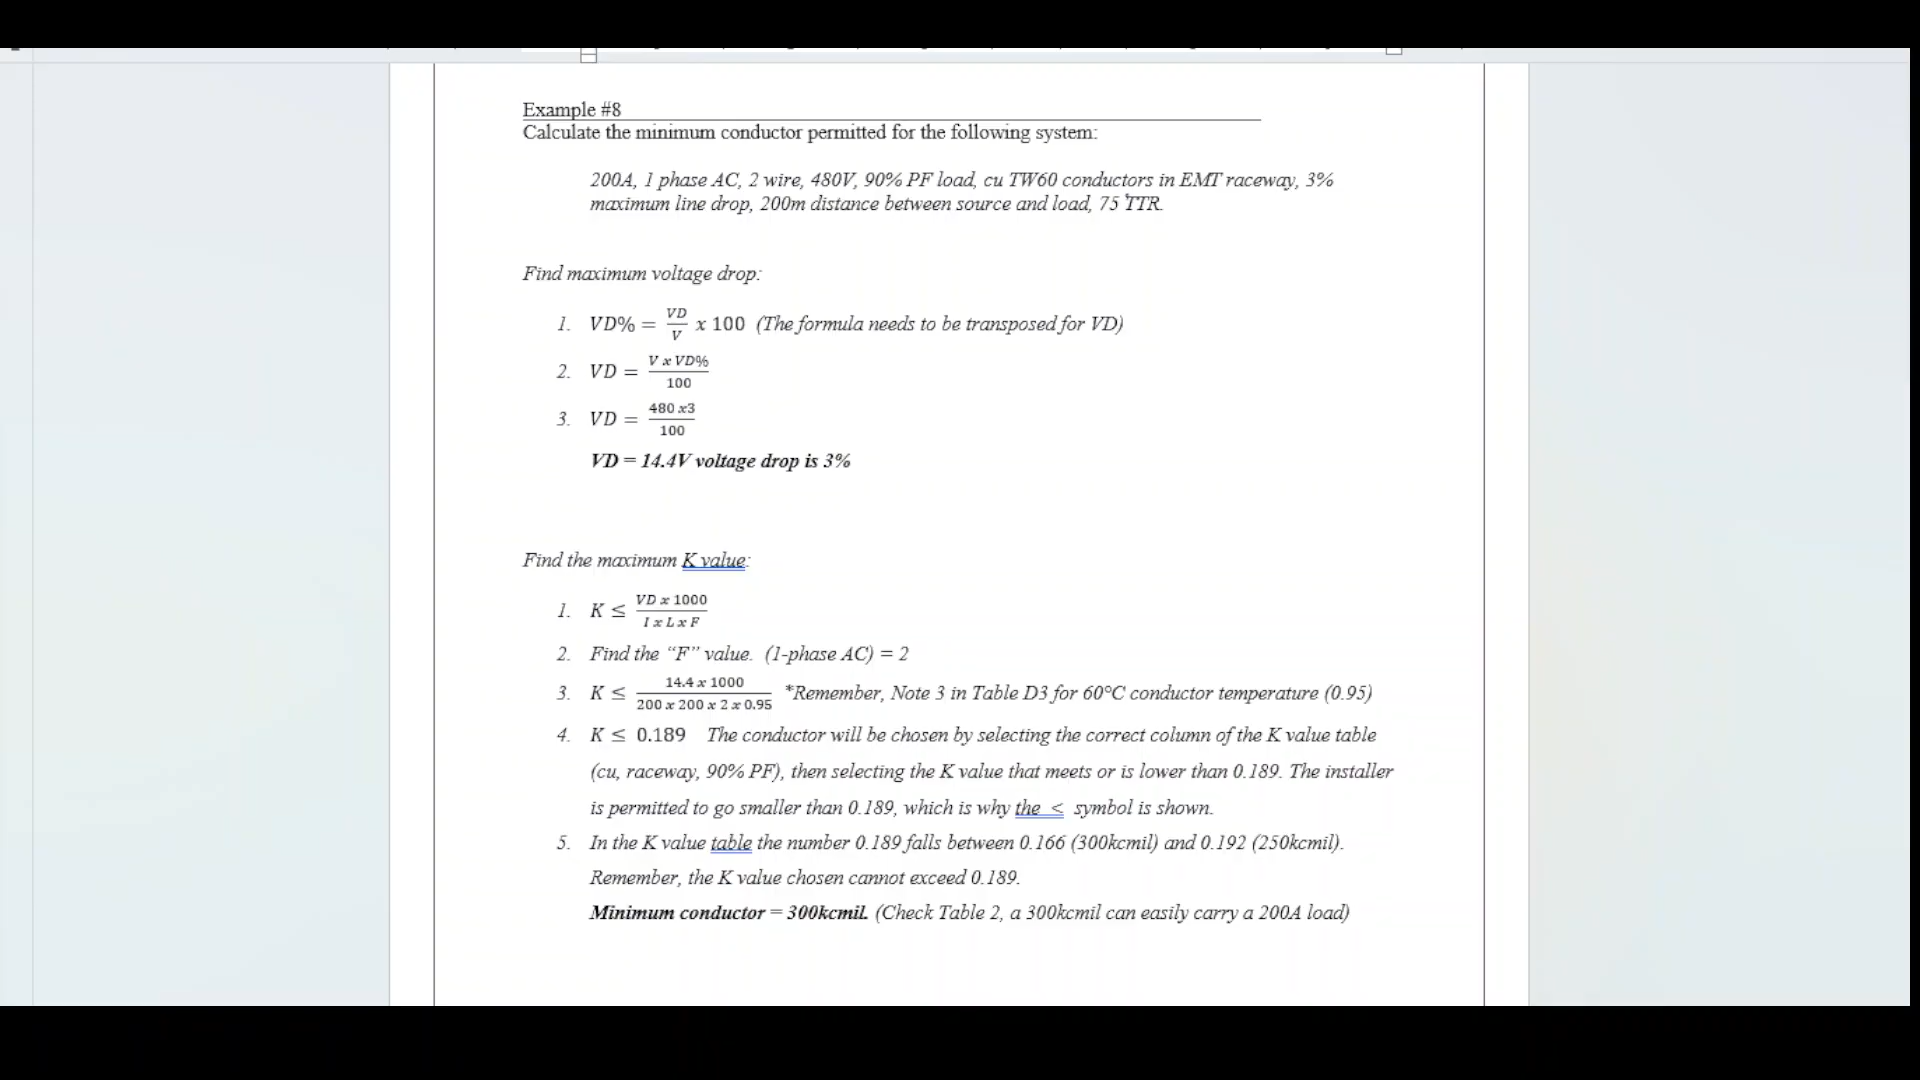 Example #8
Calculate the minimum conductor permitted for the following system:
200A, 1 phase AC, 2 wire, 480V, 90% PF load, cu TW60 conductors in EMT raceway, 3%
maximum line drop, 200m distance between source and load, 75 TTR.
Find maximum voltage drop:
1. VD% = VD/V x 100 (The formula needs to be transposed for VD)
2. VD = V x VD%/100
3. VD = 480 x3/100
VD = 14.4V voltage drop is 3%
Find the maximum K value:
1. K ≤ VD x 1000/I x L x F
2. Find the “F” value. (1-phase AC) = 2
3. K ≤ 14.4 x 1000/200 x 200 x 2 x 0.95 *Remember, Note 3 in Table D3 for 60°C conductor temperature (0.95)
4. K ≤ 0.189 The conductor will be chosen by selecting the correct column of the K value table
(cu, raceway, 90% PF), then selecting the K value that meets or is lower than 0.189. The installer
is permitted to go smaller than 0.189, which is why the ≤ symbol is shown.
5. In the K value table the number 0.189 falls between 0.166 (300kcmil) and 0.192 (250kcmil).
Remember, the K value chosen cannot exceed 0.189.
Minimum conductor = 300kcmil. (Check Table 2, a 300kcmil can easily carry a 200A load)